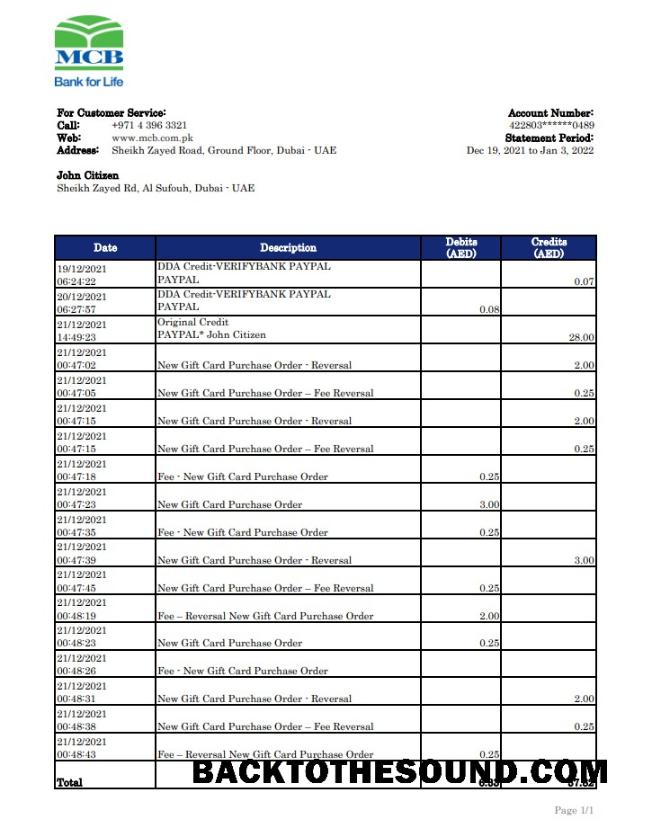 MCB
Bank for Life
For Customer Service:
Call: +971 4 396 3321
Web: www.mcb.com.pk
Address: Sheikh Zayed Road, Ground Floor, Dubai - UAE
Account Number:
422803******0489
Statement Period:
Dec 19, 2021 to Jan 3, 2022
John Citizen
Sheikh Zayed Rd, Al Sufouh, Dubai - UAE
Date Description Debits (AED) Credits (AED)
19/12/2021 DDA Credit-VERIFYBANK PAYPAL
06:24:22 PAYPAL 0.07
20/12/2021 DDA Credit-VERIFYBANK PAYPAL
06:27:57 PAYPAL 0.08
21/12/2021 Original Credit
14:49:23 PAYPAL* John Citizen 28.00
21/12/2021
00:47:02 New Gift Card Purchase Order - Reversal 2.00
21/12/2021
00:47:05 New Gift Card Purchase Order – Fee Reversal 0.25
21/12/2021
00:47:15 New Gift Card Purchase Order - Reversal 2.00
21/12/2021
00:47:15 New Gift Card Purchase Order – Fee Reversal 0.25
21/12/2021
00:47:18 Fee - New Gift Card Purchase Order 0.25
21/12/2021
00:47:23 New Gift Card Purchase Order 3.00
21/12/2021
00:47:35 Fee - New Gift Card Purchase Order 0.25
21/12/2021
00:47:39 New Gift Card Purchase Order - Reversal 3.00
21/12/2021
00:47:45 New Gift Card Purchase Order – Fee Reversal 0.25
21/12/2021
00:48:19 Fee – Reversal New Gift Card Purchase Order 2.00
21/12/2021
00:48:23 New Gift Card Purchase Order 0.25
21/12/2021
00:48:26 Fee - New Gift Card Purchase Order
21/12/2021
00:48:31 New Gift Card Purchase Order - Reversal 2.00
21/12/2021
00:48:38 New Gift Card Purchase Order – Fee Reversal 0.25
21/12/2021
00:48:43 Fee – Reversal New Gift Card Purchase Order 0.25
BACKTOTHESOUND.COM
Total
Page 1/1